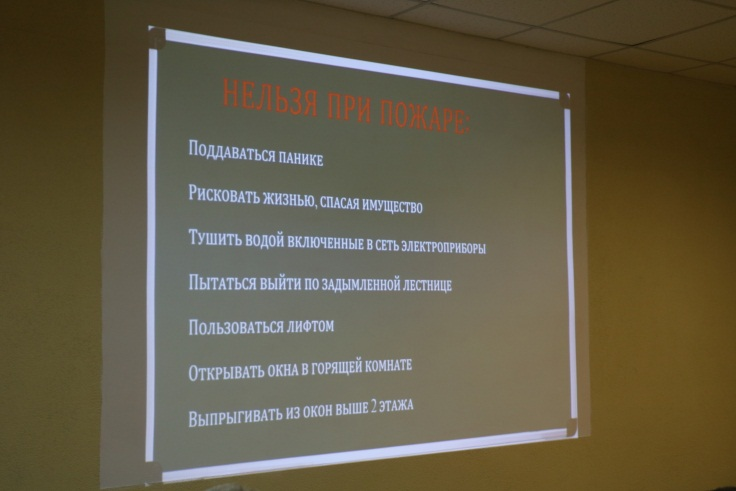 НЕЛЬЗЯ ПРИ ПОЖАРЕ:
Поддаваться панике
Рисковать жизнью, спасая имущество
Тушить водой включенные в сеть электроприборы
Пытаться выйти по задымленной лестнице
Пользоваться лифтом
Открывать окна в горящей комнате
Выпрыгивать из окон выше 2 этажа